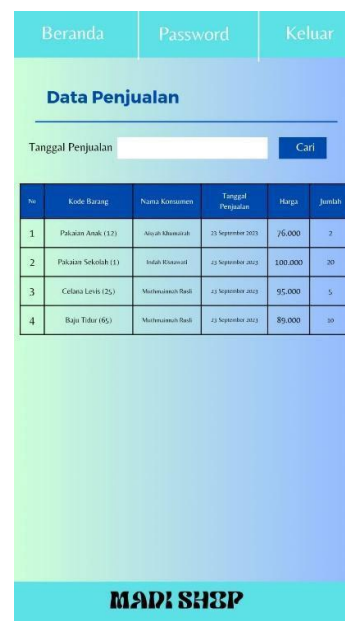 Beranda Password Keluar
Data Penjualan
Tanggal Penjualan Cari
No Kode Barang Nama Konsumen Tanggal Penjualan Harga Jumlah
1 Pakaian Anak (12) Aisyah Khumairah 23 September 2023 76.000 2
2 Pakaian Sekolah (1) Indah Risnawati 23 September 2023 100.000 20
3 Celana Levis (25) Muthmainnah Rusli 23 September 2023 95.000 5
4 Baju Tidur (65) Muthmainnah Rusli 23 September 2023 89.000 10
MADI SHOP